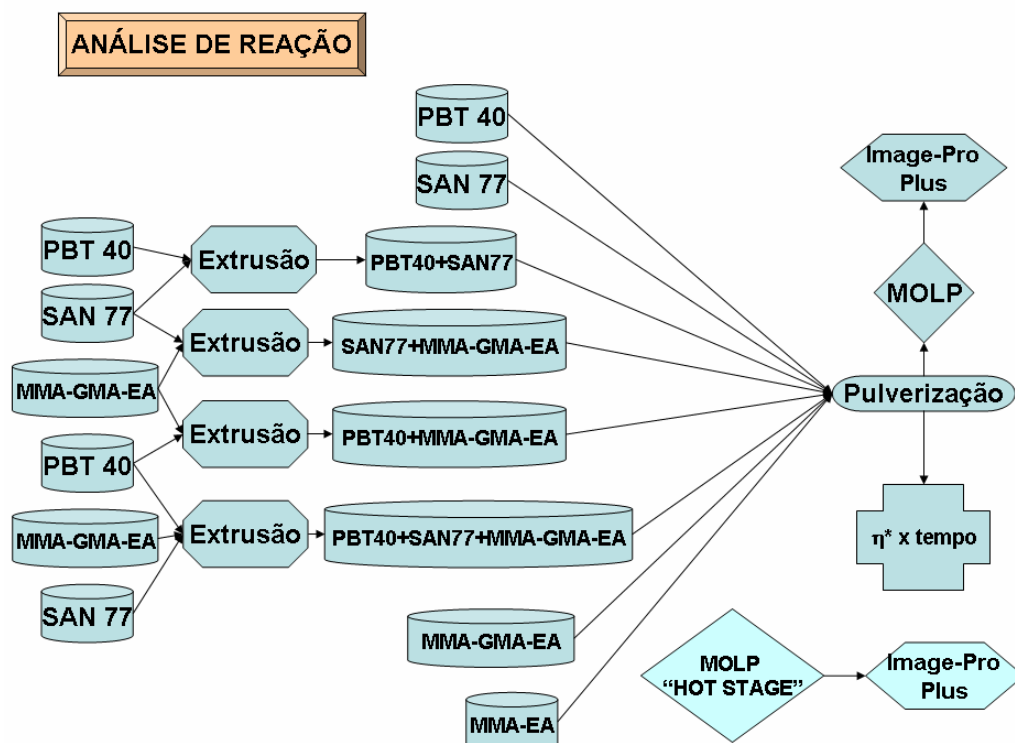 ANÁLISE DE REAÇÃO
PBT 40
SAN 77
Image-Pro
Plus
PBT 40
Extrusão
PBT40+SAN77
MOLP
SAN 77
Extrusão
SAN77+MMA-GMA-EA
MMA-GMA-EA
Pulverização
Extrusão
PBT40+MMA-GMA-EA
PBT 40
MMA-GMA-EA
Extrusão
PBT40+SAN77+MMA-GMA-EA
η* x tempo
SAN 77
MMA-GMA-EA
MOLP
“HOT STAGE”
Image-Pro
Plus
MMA-EA